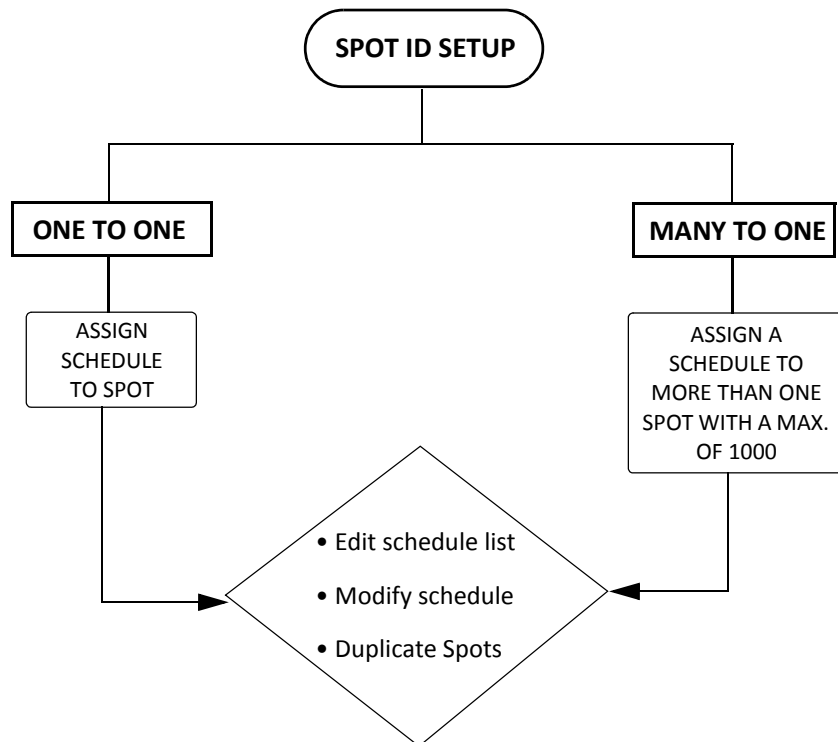 SPOT ID SETUP
ONE TO ONE
MANY TO ONE
ASSIGN
SCHEDULE
TO SPOT
ASSIGN A
SCHEDULE TO
MORE THAN ONE
SPOT WITH A MAX.
OF 1000
• Edit schedule list
• Modify schedule
• Duplicate Spots